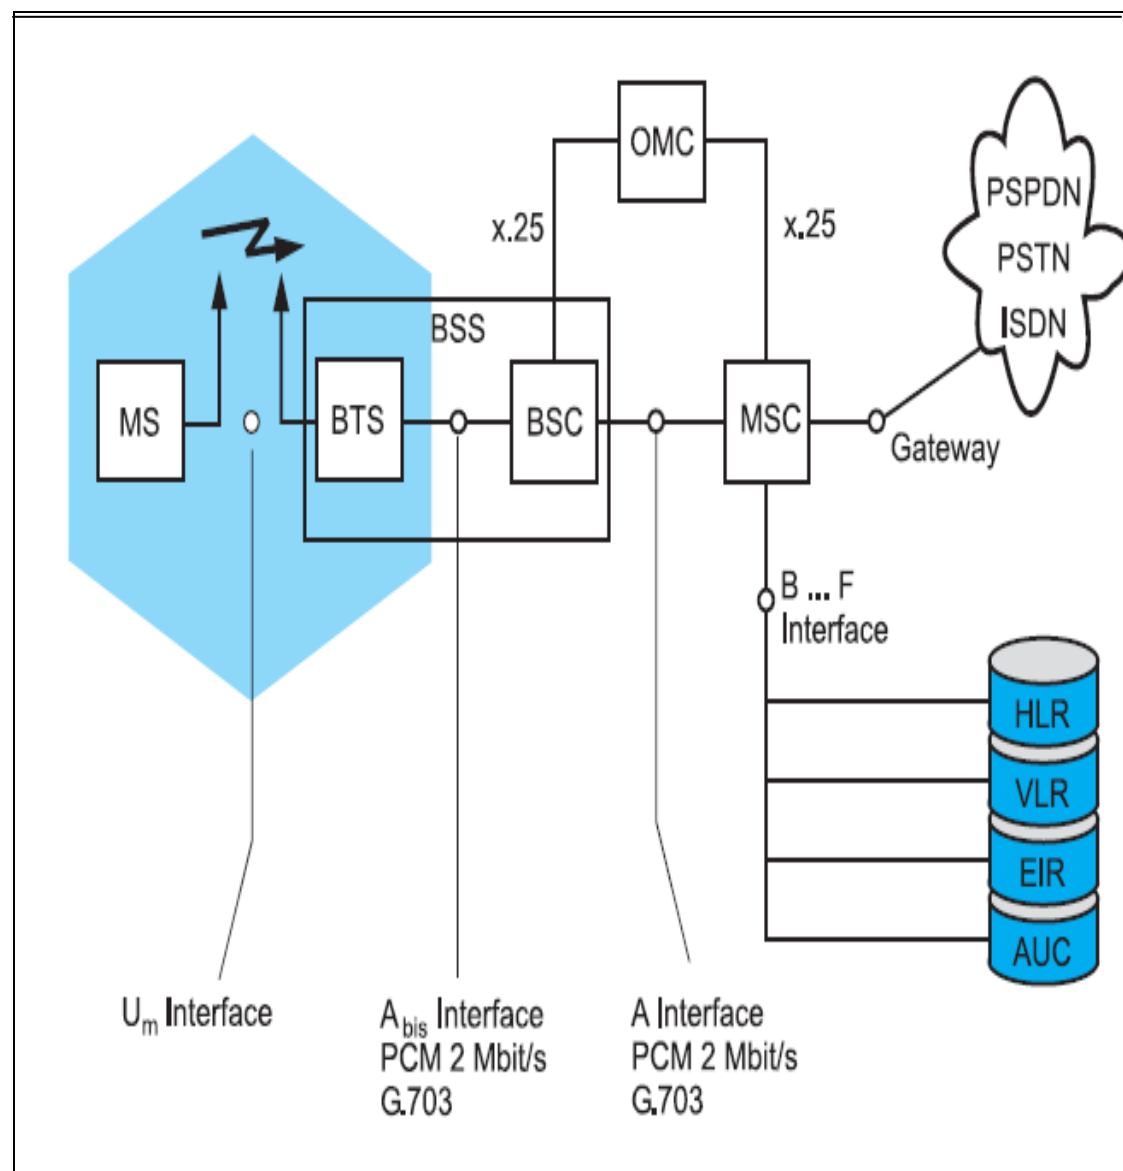 OMC
PSPDN
PSTN
ISDN
x.25
x.25
BSS
MS
BTS
BSC
MSC
Gateway
B ... F
Interface
HLR
VLR
EIR
AUC
Um Interface
Abis Interface
PCM 2 Mbit/s
G.703
A Interface
PCM 2 Mbit/s
G.703